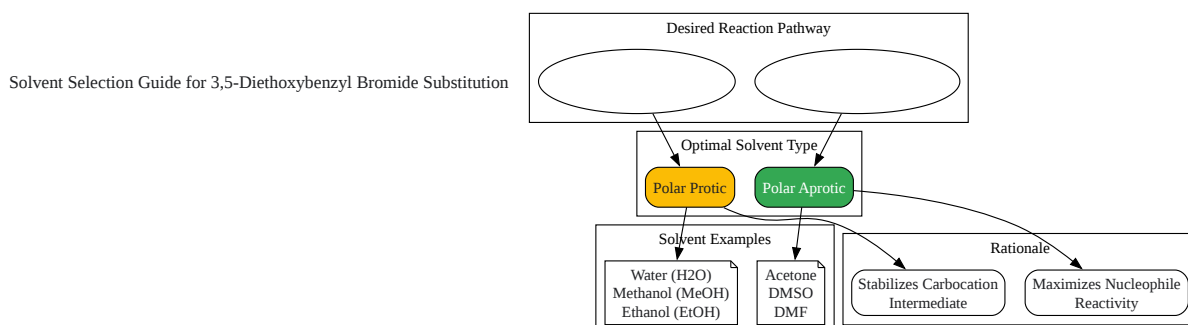 Desired Reaction Pathway
Solvent Selection Guide for 3,5-Diethoxybenzyl Bromide Substitution
Optimal Solvent Type
Polar Protic
Polar Aprotic
Solvent Examples
Water (H2O)
Methanol (MeOH)
Ethanol (EtOH)
Acetone
DMSO
DMF
Rationale
Stabilizes Carbocation
Intermediate
Maximizes Nucleophile
Reactivity